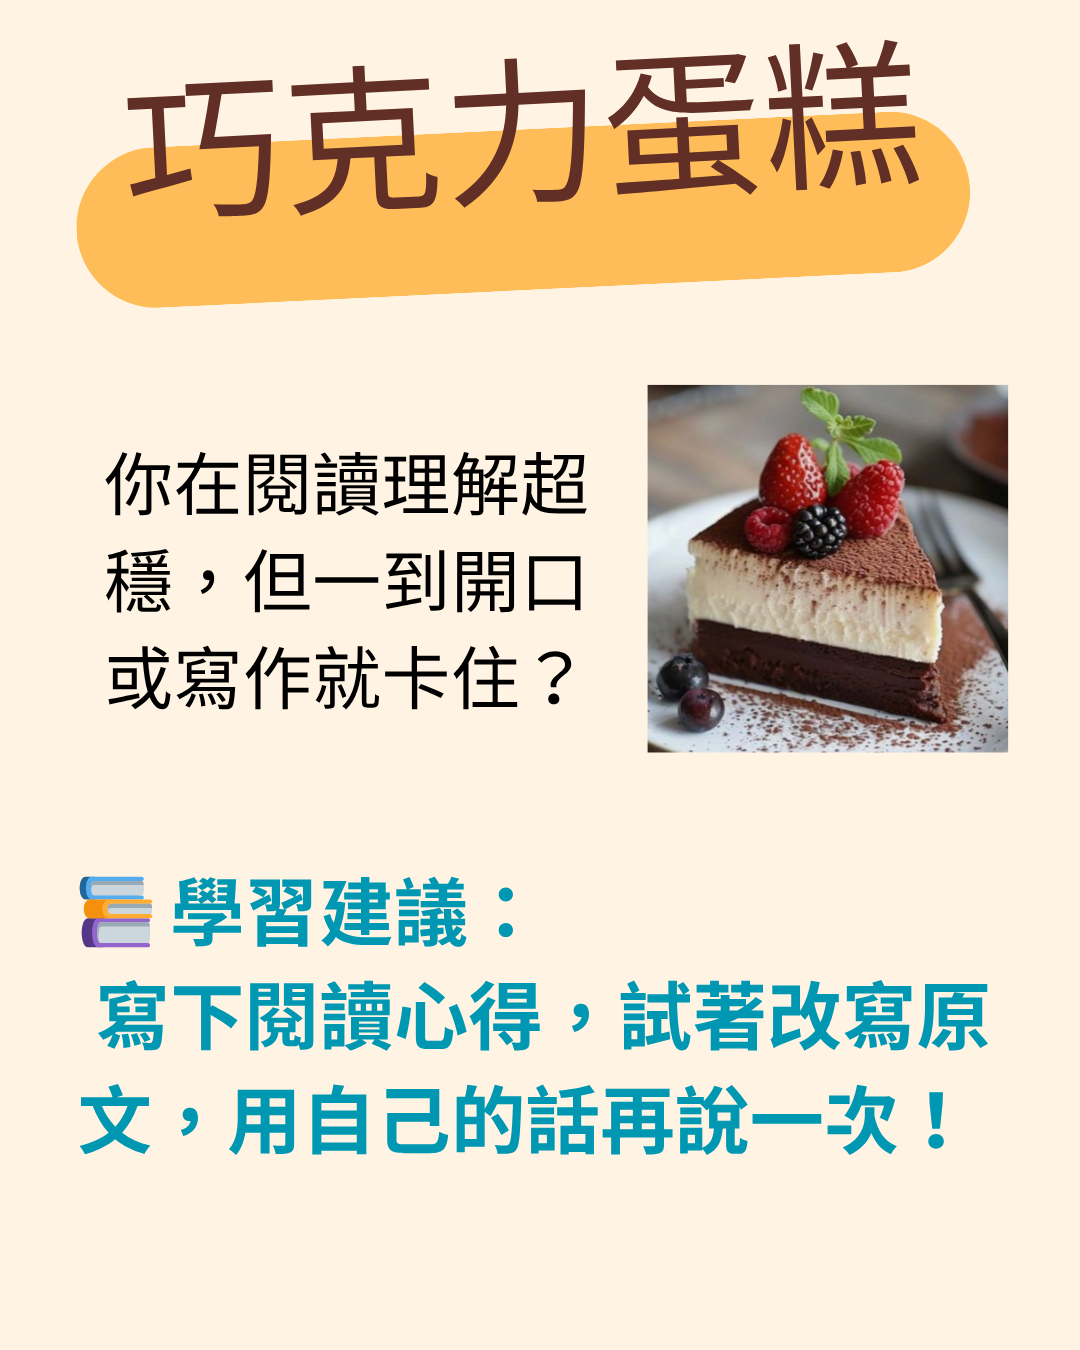 巧克力蛋糕
你在閱讀理解超
穩，但一到開口
或寫作就卡住？
📚 學習建議：
寫下閱讀心得，試著改寫原
文，用自己的話再說一次！